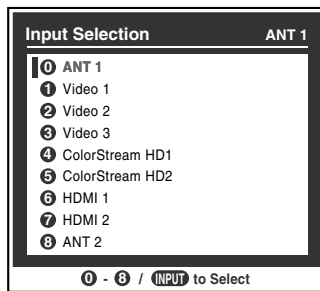 Input Selection ANT 1
0 ANT 1
1 Video 1
2 Video 2
3 Video 3
4 ColorStream HD1
5 ColorStream HD2
6 HDMI 1
7 HDMI 2
8 ANT 2
0 - 8 / INPUT to Select